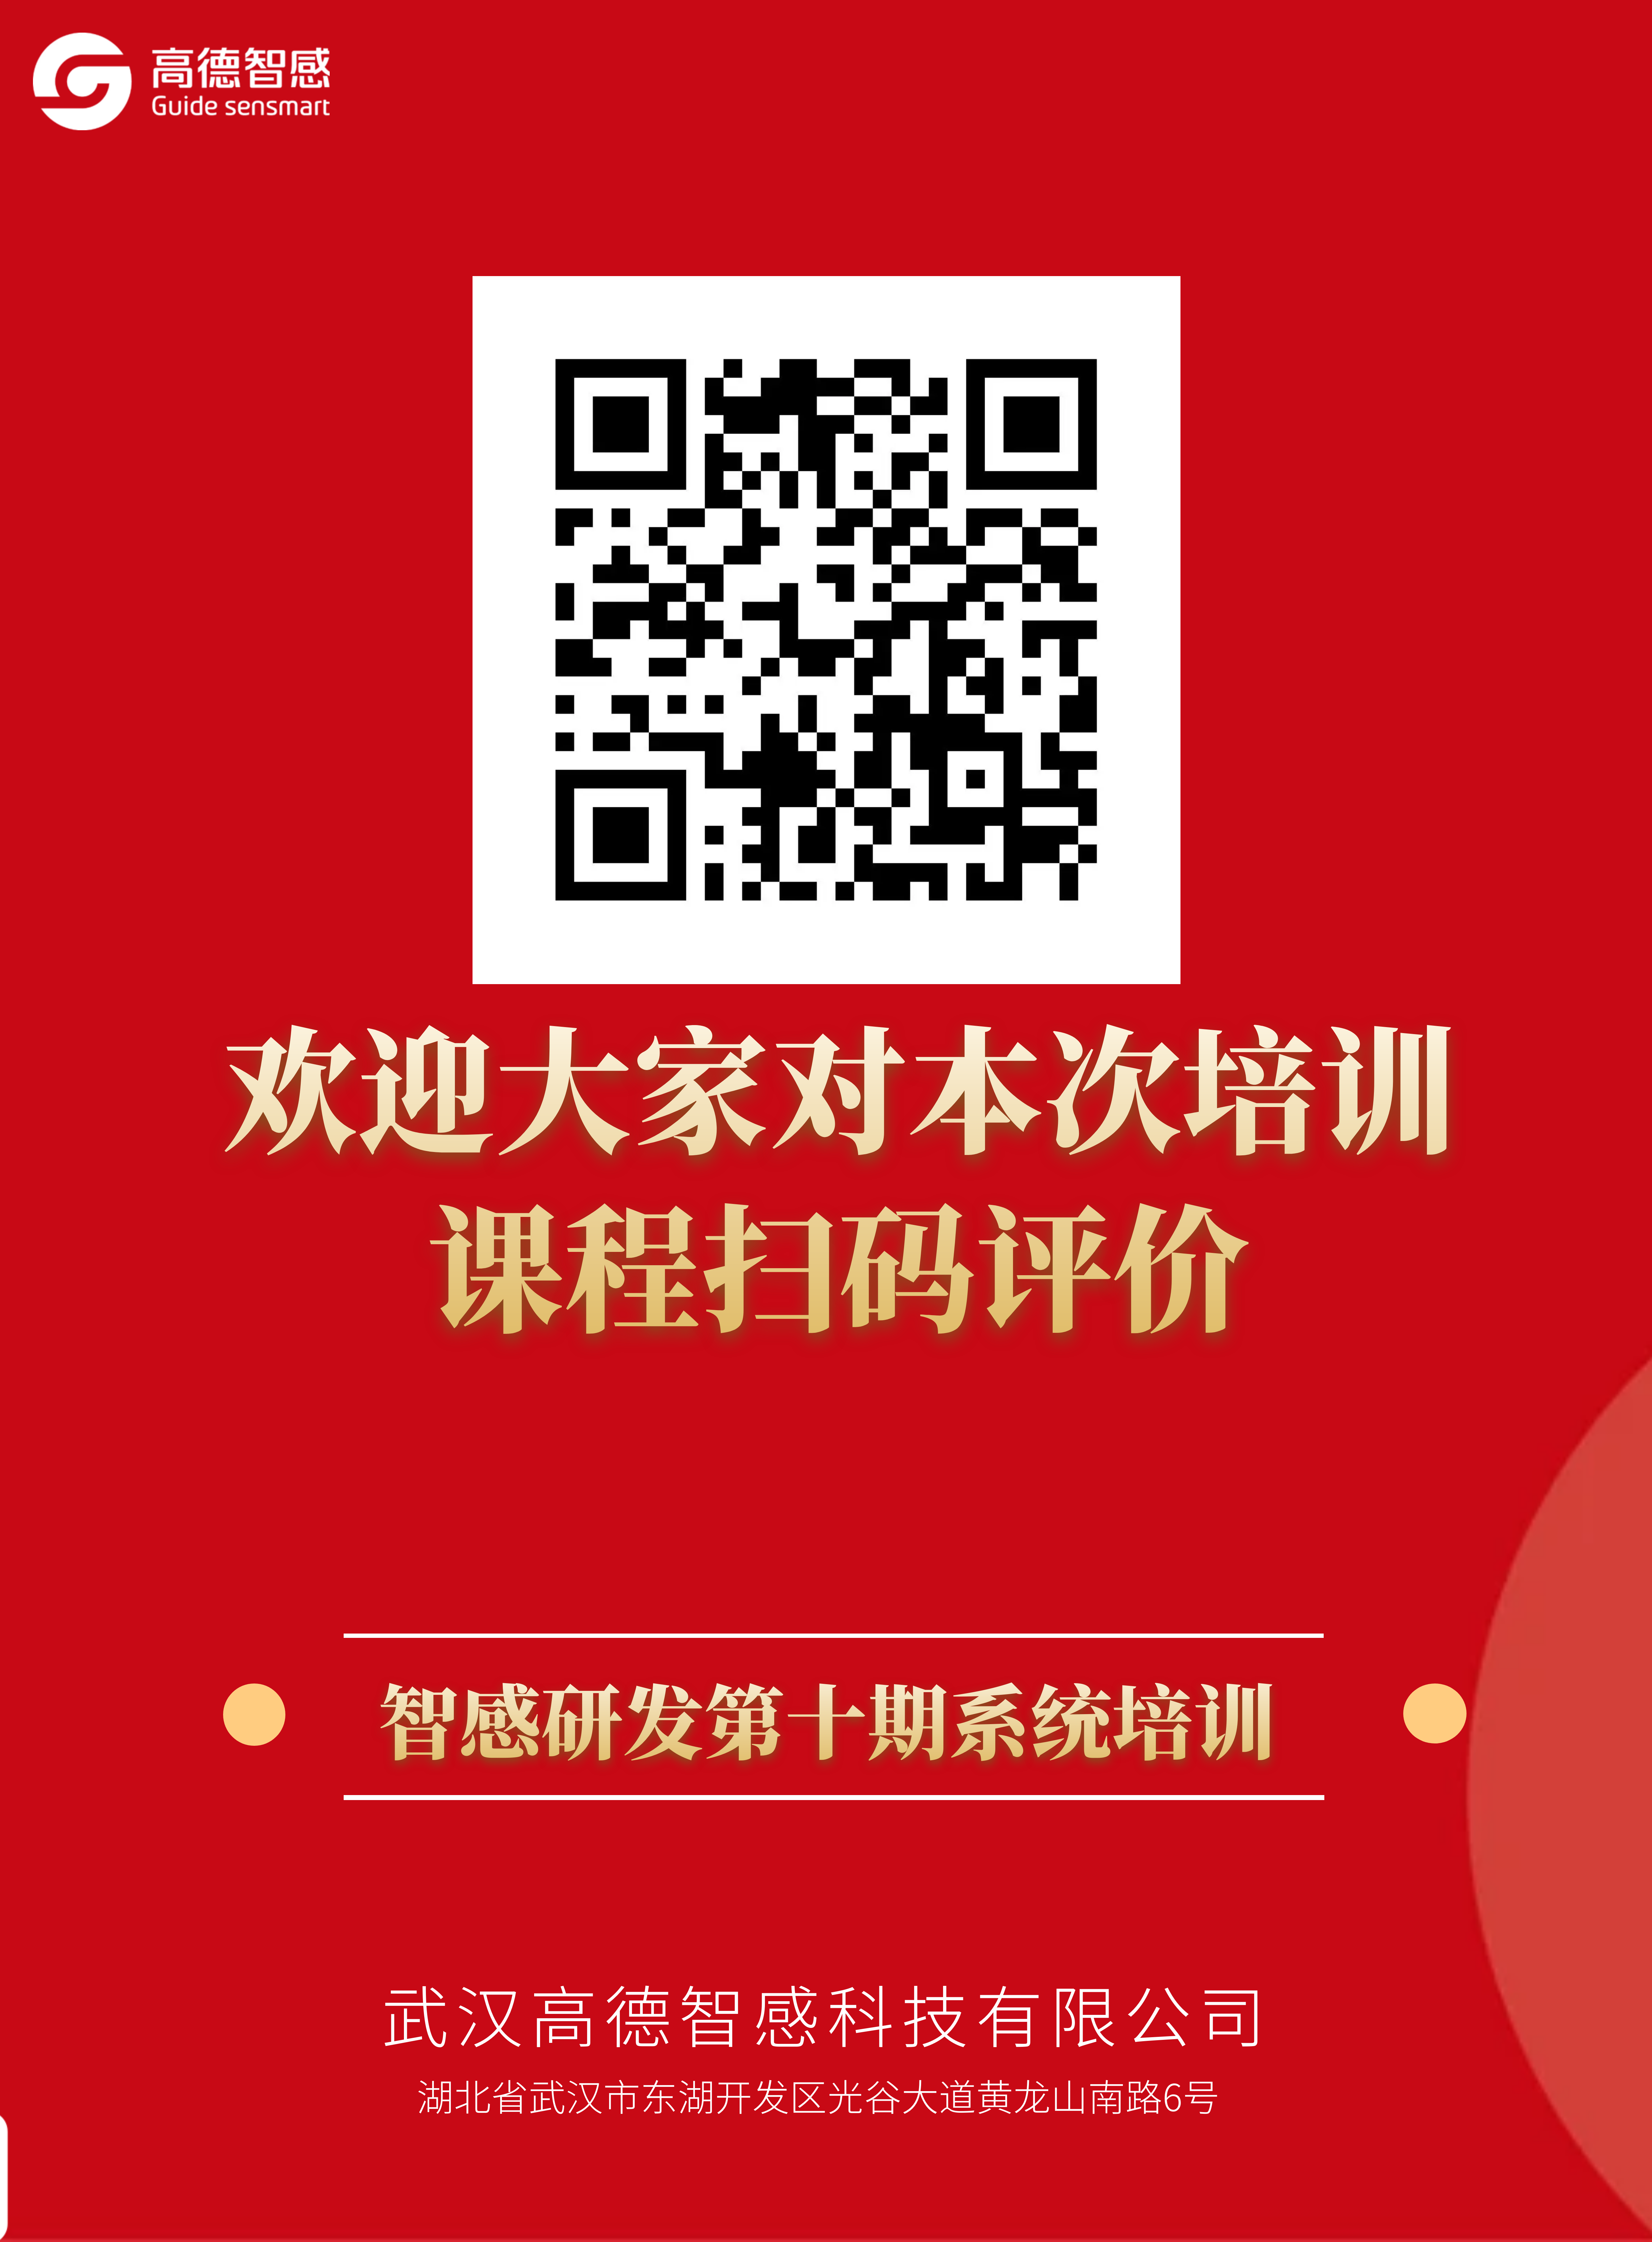 高德智感
Guide sensmart
欢迎大家对本次培训
课程扫码评价
智感研发第十期系统培训
武汉高德智感科技有限公司
湖北省武汉市东湖开发区光谷大道黄龙山南路6号